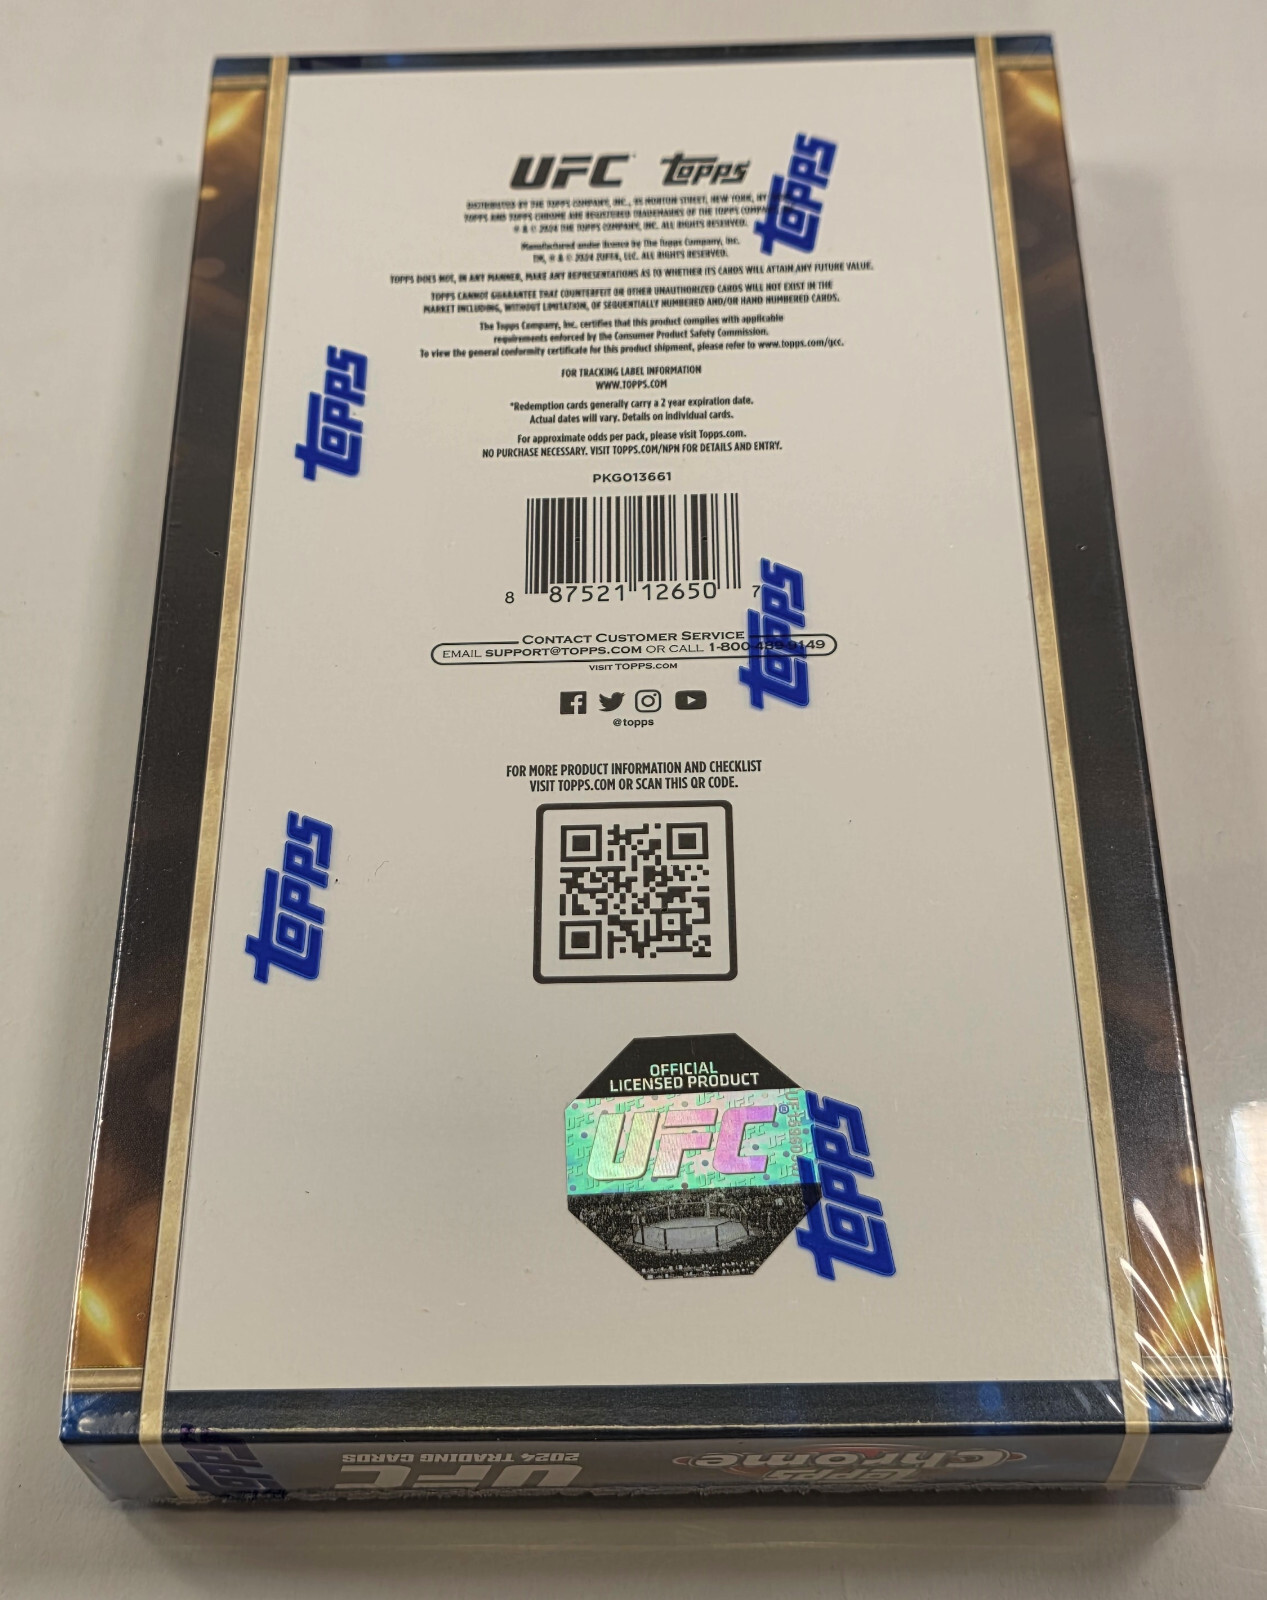 UFC topps
DISTRIBUTED BY THE TOPPS COMPANY, INC., 95 MORTON STREET, NEW YORK, NY
TOPPS AND TOPPS CHROME ARE REGISTERED TRADEMARKS OF THE TOPPS COMPANY, INC.
® & © 2024 THE TOPPS COMPANY, INC. ALL RIGHTS RESERVED.
Manufactured under license by The Topps Company, Inc.
TM, ® & © 2024 ZUFFA, LLC. ALL RIGHTS RESERVED.
TOPPS DOES NOT, IN ANY MANNER, MAKE ANY REPRESENTATIONS AS TO WHETHER ITS CARDS WILL ATTAIN ANY FUTURE VALUE.
TOPPS CANNOT GUARANTEE THAT COUNTERFEIT OR OTHER UNAUTHORIZED CARDS WILL NOT EXIST IN THE
MARKET INCLUDING, WITHOUT LIMITATION, OF SEQUENTIALLY NUMBERED AND/OR HAND NUMBERED CARDS.
The Topps Company, Inc. certifies that this product complies with applicable
requirements enforced by the Consumer Product Safety Commission.
To view the general conformity certificate for this product shipment, please refer to www.topps.com/gcc.
FOR TRACKING LABEL INFORMATION
WWW.TOPPS.COM
*Redemption cards generally carry a 2 year expiration date.
Actual dates will vary. Details on individual cards.
For approximate odds per pack, please visit Topps.com.
NO PURCHASE NECESSARY. VISIT TOPPS.COM/NPN FOR DETAILS AND ENTRY.
PKG013661
8 87521 12650 7
CONTACT CUSTOMER SERVICE
EMAIL SUPPORT@TOPPS.COM OR CALL 1-800-489-9149
VISIT TOPPS.COM
@topps
FOR MORE PRODUCT INFORMATION AND CHECKLIST
VISIT TOPPS.COM OR SCAN THIS QR CODE.
OFFICIAL
LICENSED PRODUCT
UFC®
topps
topps
topps
topps
topps
topps
topps Chrome
UFC
2024 TRADING CARDS